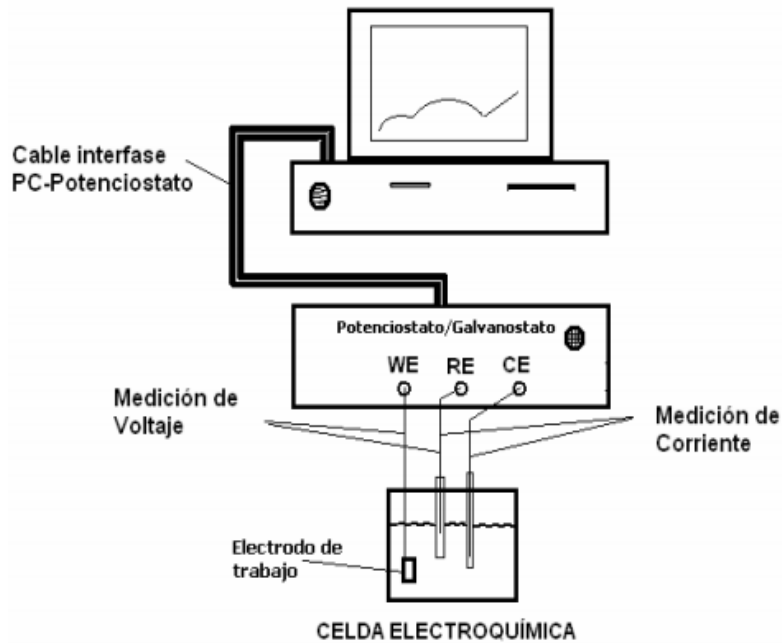 Cable interfase
PC-Potenciostato
Potenciostato/Galvanostato
WE RE CE
Medición de
Voltaje
Medición de
Corriente
Electrodo de
trabajo
CELDA ELECTROQUÍMICA